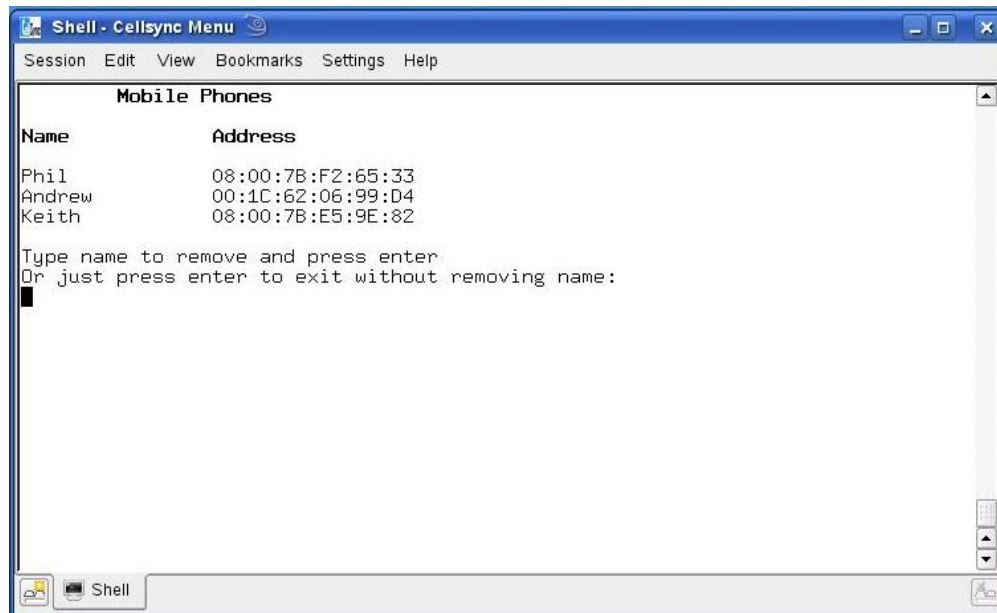 Shell - Cellsync Menu
Session Edit View Bookmarks Settings Help
Mobile Phones
Name Address
Phil 08:00:7B:F2:65:33
Andrew 00:1C:62:06:99:D4
Keith 08:00:7B:E5:9E:82
Type name to remove and press enter
Or just press enter to exit without removing name:
Shell